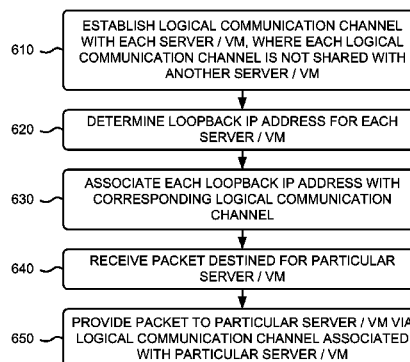 610
ESTABLISH LOGICAL COMMUNICATION CHANNEL
WITH EACH SERVER / VM, WHERE EACH LOGICAL
COMMUNICATION CHANNEL IS NOT SHARED WITH
ANOTHER SERVER / VM
620
DETERMINE LOOPBACK IP ADDRESS FOR EACH
SERVER / VM
630
ASSOCIATE EACH LOOPBACK IP ADDRESS WITH
CORRESPONDING LOGICAL COMMUNICATION
CHANNEL
640
RECEIVE PACKET DESTINED FOR PARTICULAR
SERVER / VM
650
PROVIDE PACKET TO PARTICULAR SERVER / VM VIA
LOGICAL COMMUNICATION CHANNEL ASSOCIATED
WITH PARTICULAR SERVER / VM